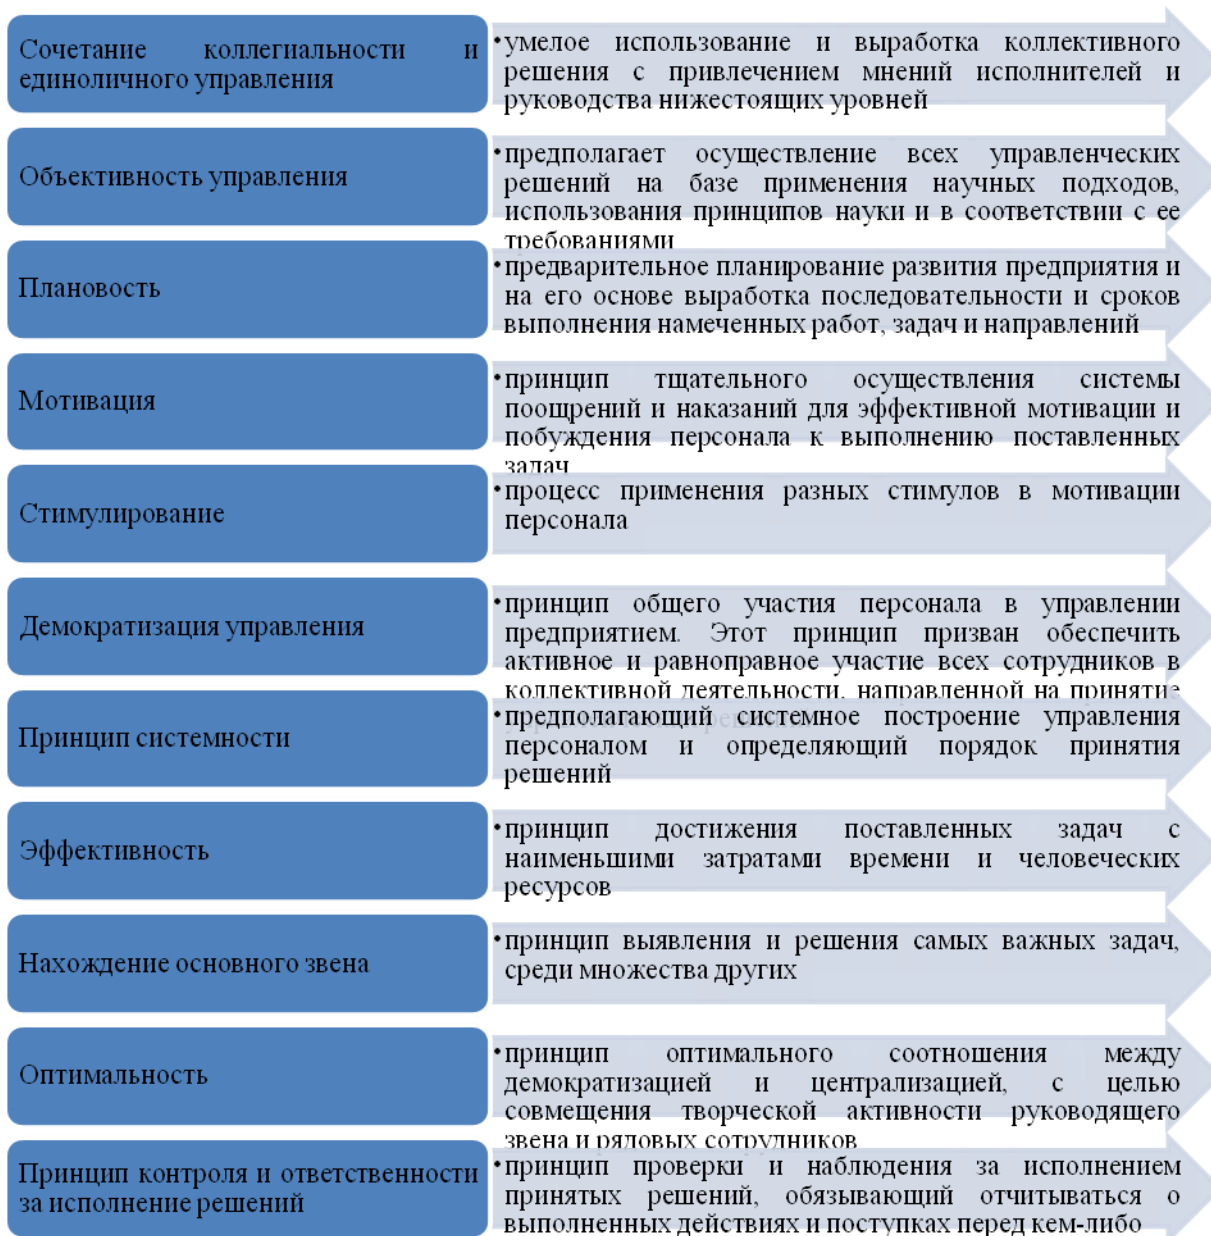 Сочетание коллегиальности и
единоличного управления
•умелое использование и выработка коллективного
решения с привлечением мнений исполнителей и
руководства нижестоящих уровней
Объективность управления
•предполагает осуществление всех управленческих
решений на базе применения научных подходов,
использования принципов науки и в соответствии с ее
требованиями
Плановость
•предварительное планирование развития предприятия и
на его основе выработка последовательности и сроков
выполнения намеченных работ, задач и направлений
Мотивация
•принцип тщательного осуществления системы
поощрений и наказаний для эффективной мотивации и
побуждения персонала к выполнению поставленных
задач
Стимулирование
•процесс применения разных стимулов в мотивации
персонала
Демократизация управления
•принцип общего участия персонала в управлении
предприятием. Этот принцип призван обеспечить
активное и равноправное участие всех сотрудников в
коллективной деятельности, направленной на принятие
Принцип системности
•предполагающий системное построение управления
персоналом и определяющий порядок принятия
решений
Эффективность
•принцип достижения поставленных задач с
наименьшими затратами времени и человеческих
ресурсов
Нахождение основного звена
•принцип выявления и решения самых важных задач,
среди множества других
Оптимальность
•принцип оптимального соотношения между
демократизацией и централизацией, с целью
совмещения творческой активности руководящего
звена и рядовых сотрудников
Принцип контроля и ответственности
за исполнение решений
•принцип проверки и наблюдения за исполнением
принятых решений, обязывающий отчитываться о
выполненных действиях и поступках перед кем-либо